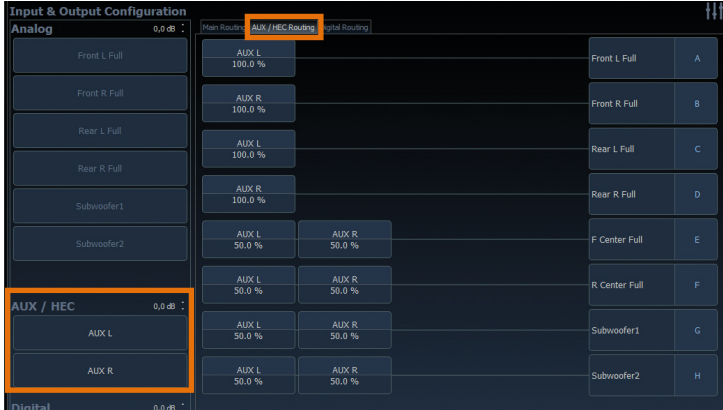 Input & Output Configuration
Analog 0,0 dB
Front L Full
Front R Full
Rear L Full
Rear R Full
Subwoofer1
Subwoofer2
AUX / HEC 0,0 dB
AUX L
AUX R
Digital 0,0 dB
Main Routing AUX / HEC Routing Digital Routing
AUX L
100.0 %
Front L Full A
AUX R
100.0 %
Front R Full B
AUX L
100.0 %
Rear L Full C
AUX R
100.0 %
Rear R Full D
AUX L AUX R
50.0 % 50.0 %
F Center Full E
AUX L AUX R
50.0 % 50.0 %
R Center Full F
AUX L AUX R
50.0 % 50.0 %
Subwoofer1 G
AUX L AUX R
50.0 % 50.0 %
Subwoofer2 H